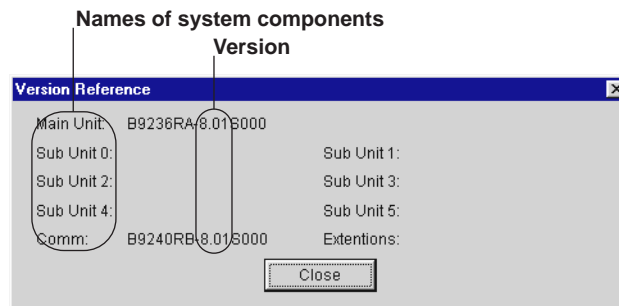 Names of system components
Version
Version Reference
Main Unit: B9236RA-8.01S000
Sub Unit 0: Sub Unit 1:
Sub Unit 2: Sub Unit 3:
Sub Unit 4: Sub Unit 5:
Comm: B9240RB-8.01S000 Extentions:
Close